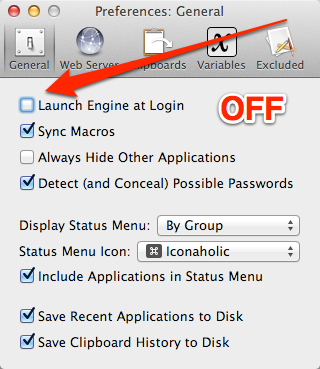 Preferences: General
General Web Server Clipboards Variables Excluded
Launch Engine at Login
OFF
Sync Macros
Always Hide Other Applications
Detect (and Conceal) Possible Passwords
Display Status Menu: By Group
Status Menu Icon: ⌘ Iconaholic
Include Applications in Status Menu
Save Recent Applications to Disk
Save Clipboard History to Disk